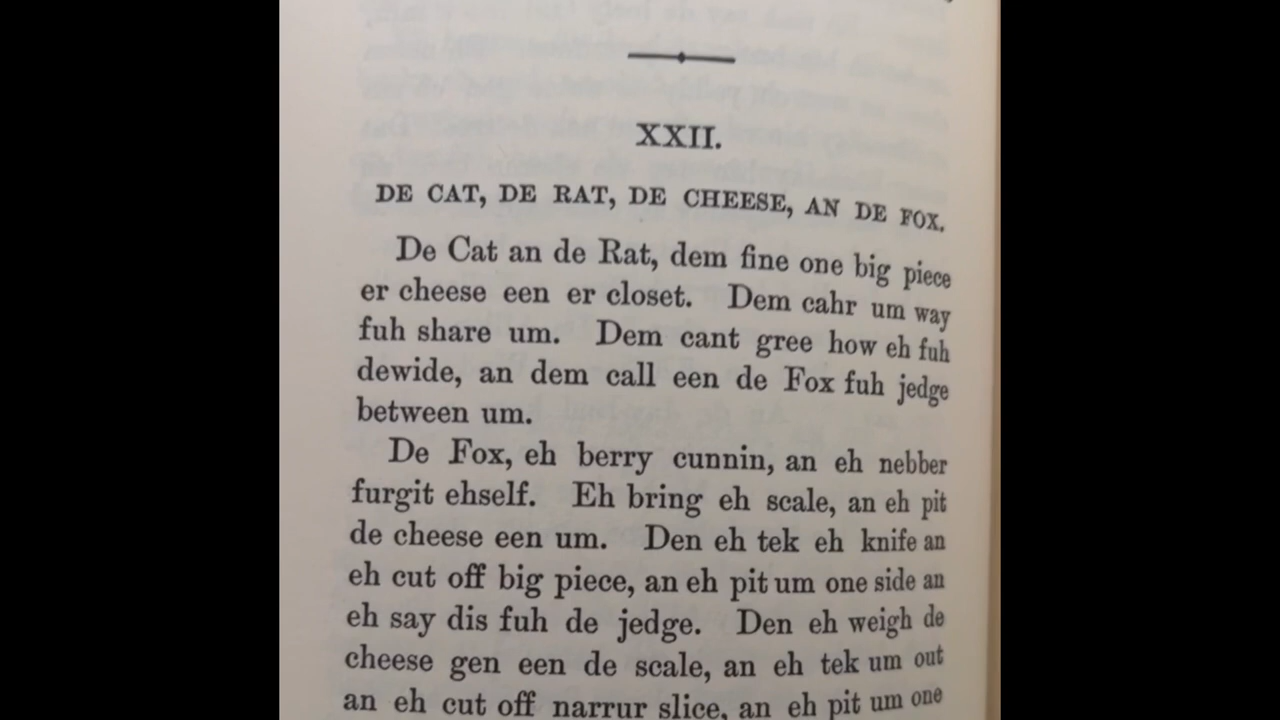 XXII.
DE CAT, DE RAT, DE CHEESE, AN DE FOX.
De Cat an de Rat, dem fine one big piece
er cheese een er closet. Dem cahr um way
fuh share um. Dem cant gree how eh fuh
dewide, an dem call een de Fox fuh jedge
between um.
De Fox, eh berry cunnin, an eh nebber
furgit ehself. Eh bring eh scale, an eh pit
de cheese een um. Den eh tek eh knife an
eh cut off big piece, an eh pit um one side an
eh say dis fuh de jedge. Den eh weigh de
cheese gen een de scale, an eh tek um out
an eh cut off narrur slice, an eh pit um one